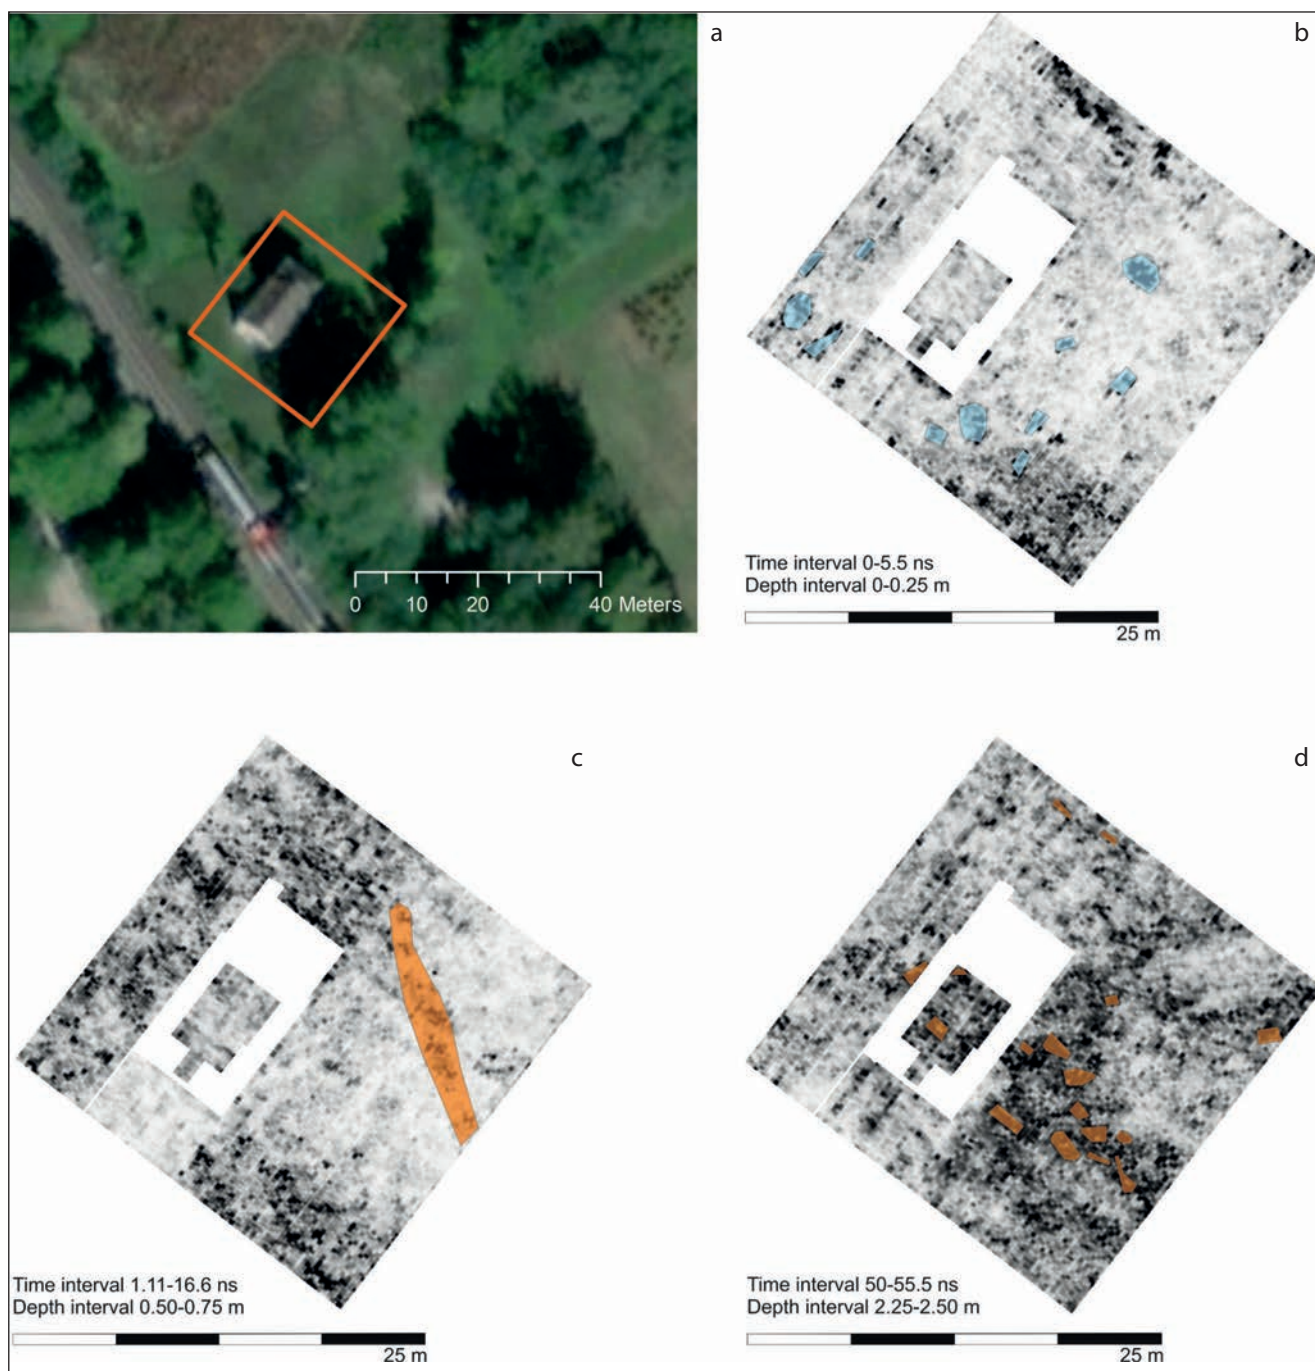 a
b
0 10 20 40 Meters
Time interval 0-5.5 ns
Depth interval 0-0.25 m
25 m
c
d
Time interval 1.11-16.6 ns
Depth interval 0.50-0.75 m
25 m
Time interval 50-55.5 ns
Depth interval 2.25-2.50 m
25 m